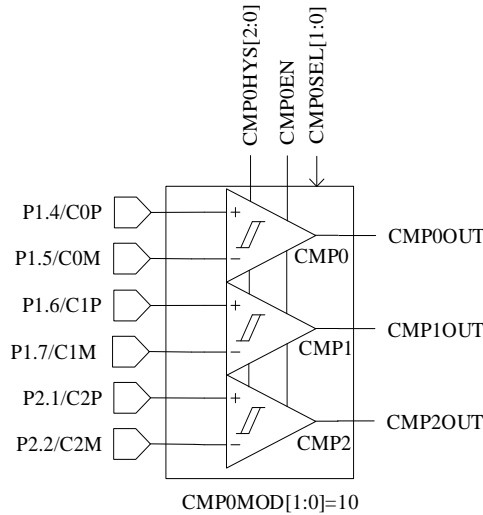 CMP0HYS[2:0]
CMP0EN
CMP0SEL[1:0]
P1.4/C0P
+
P1.5/C0M
−
CMP0
CMP0OUT
P1.6/C1P
+
P1.7/C1M
−
CMP1
CMP1OUT
P2.1/C2P
+
P2.2/C2M
−
CMP2
CMP2OUT
CMP0MOD[1:0]=10